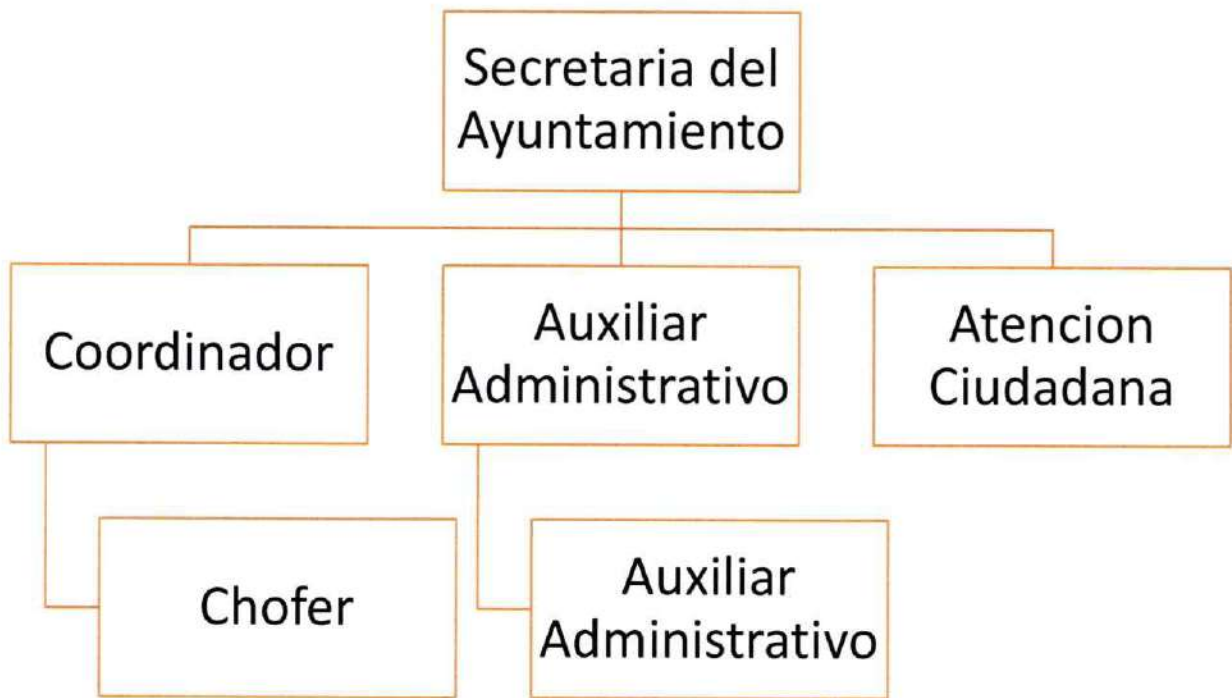 Secretaria del
Ayuntamiento
Coordinador
Auxiliar
Administrativo
Atencion
Ciudadana
Chofer
Auxiliar
Administrativo